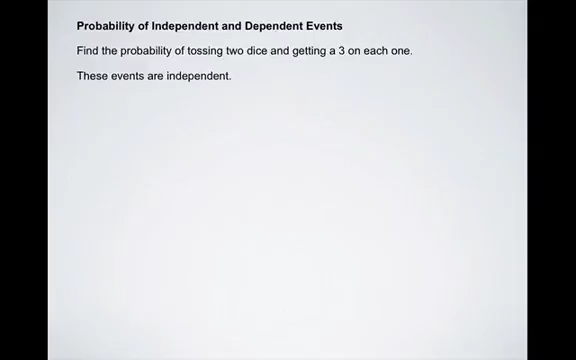 Probability of Independent and Dependent Events
Find the probability of tossing two dice and getting a 3 on each one.
These events are independent.